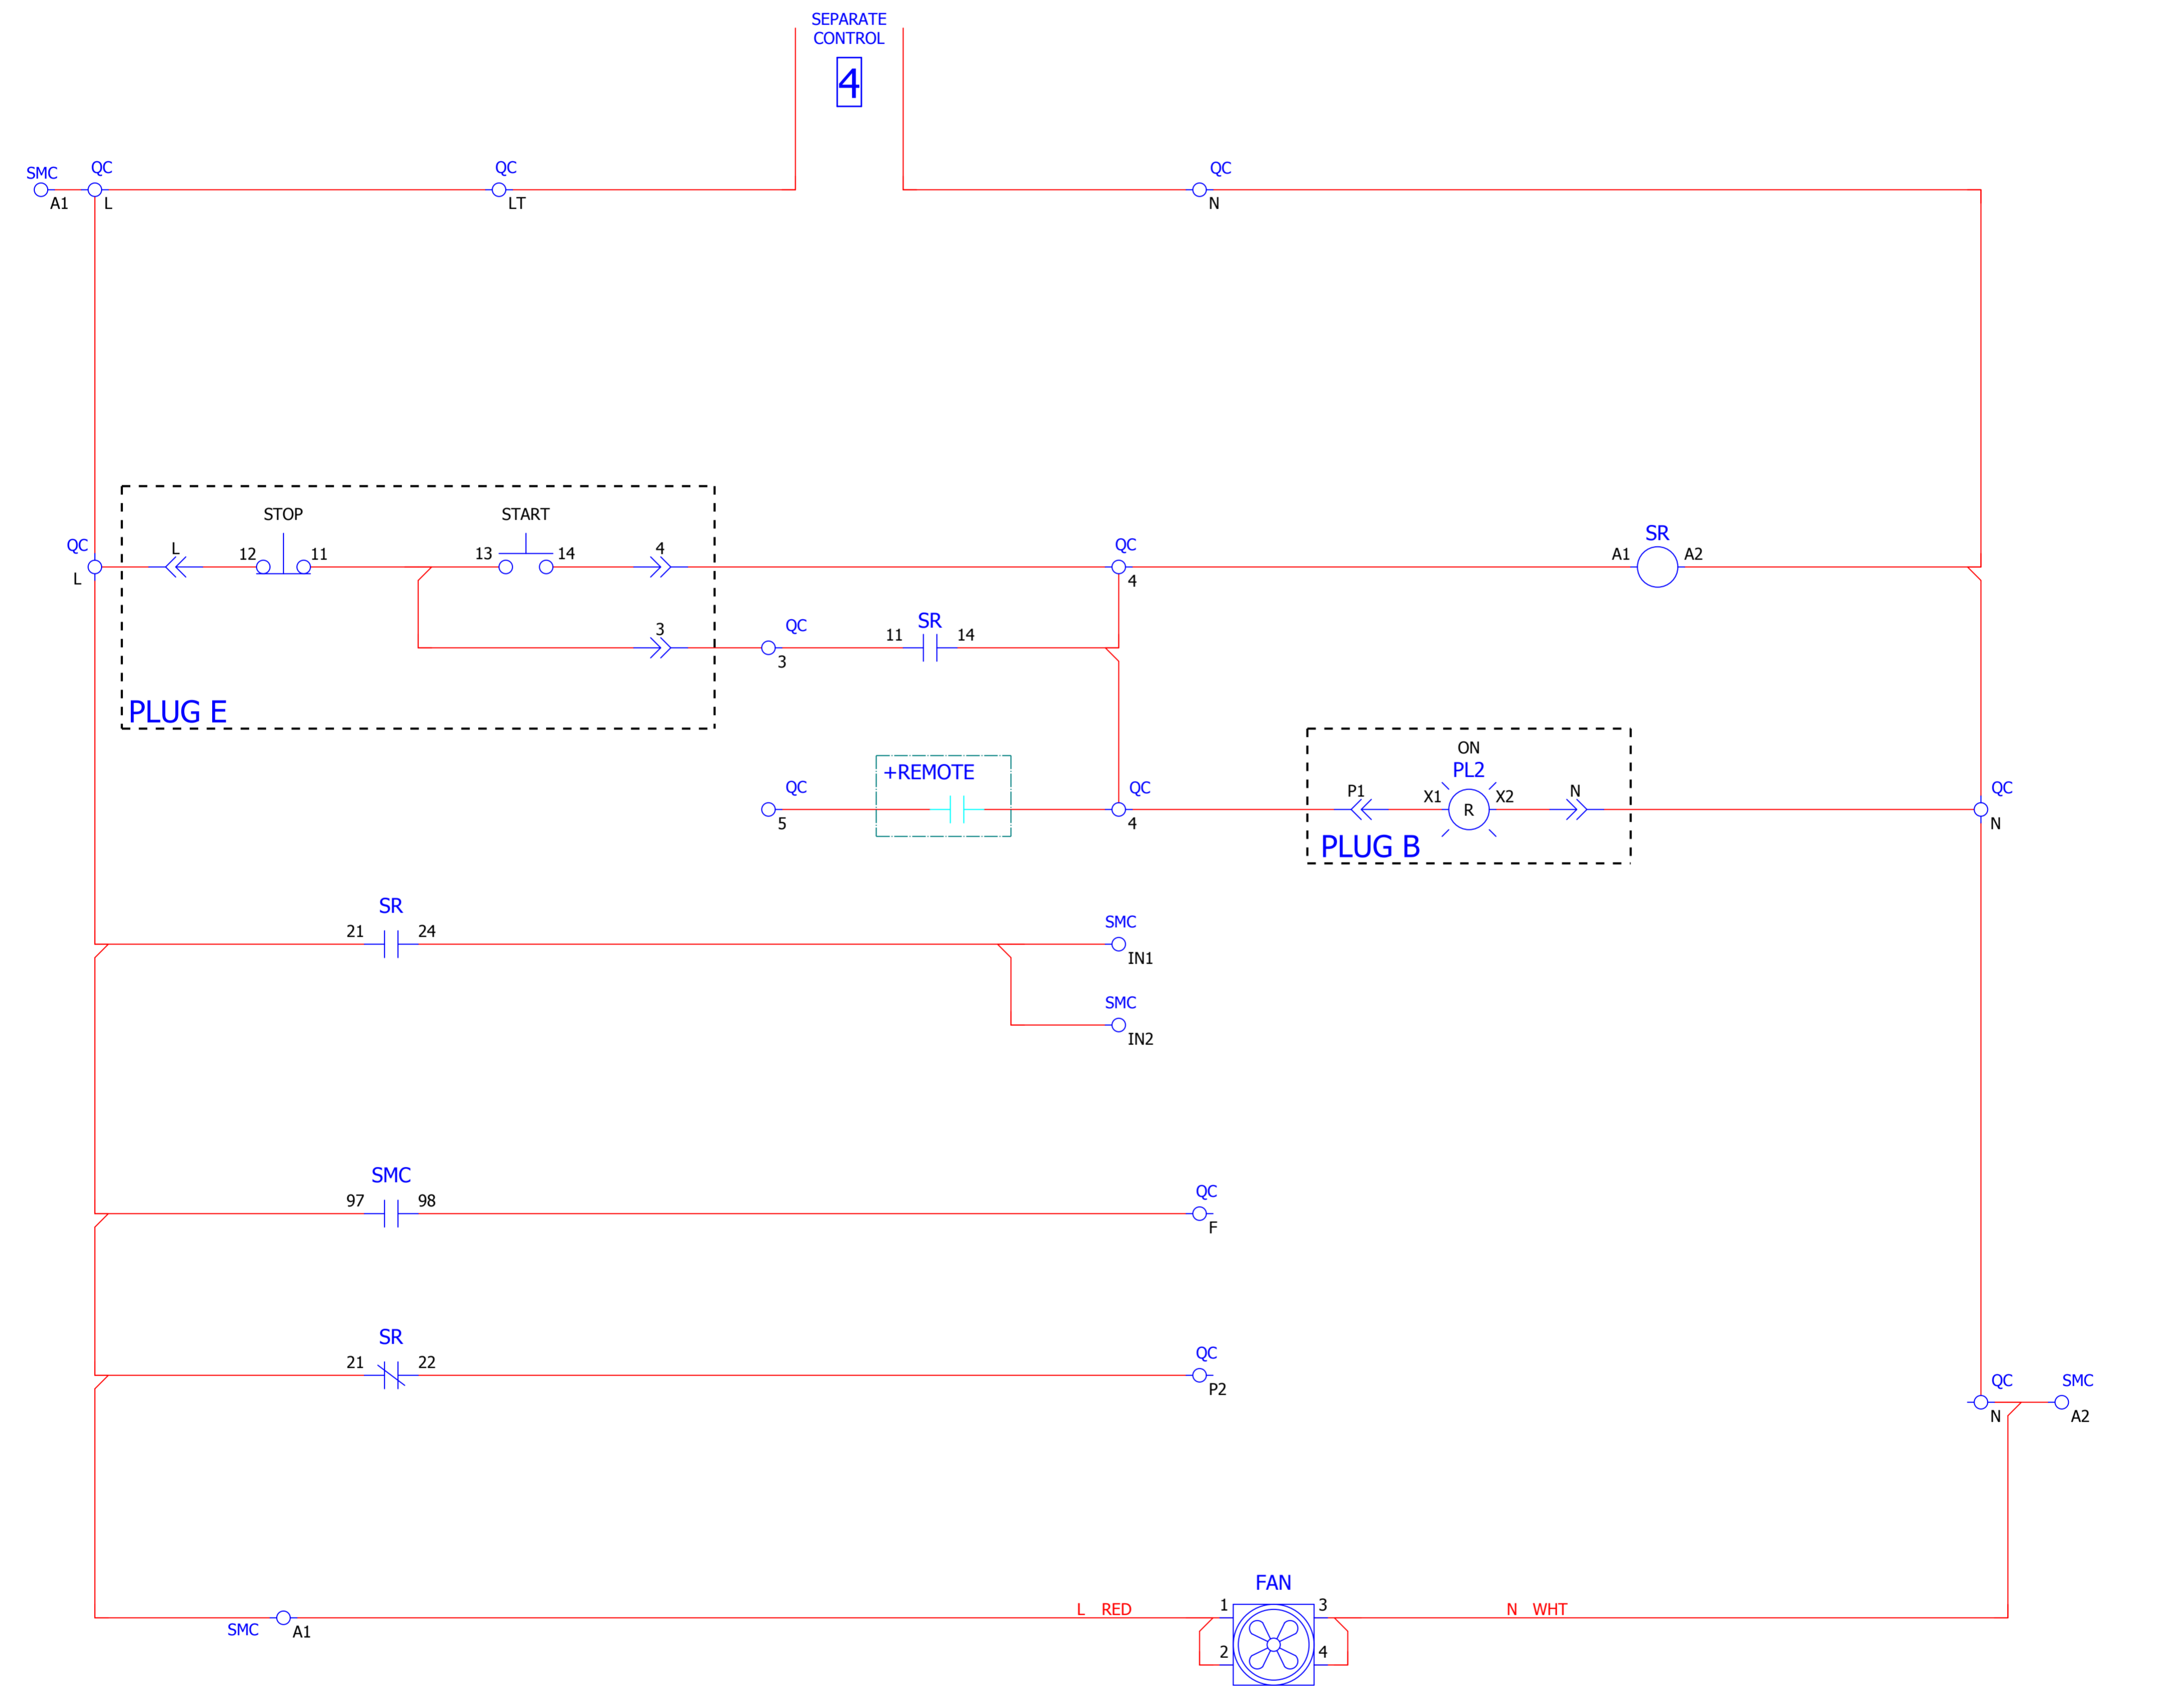 SEPARATE
CONTROL
4
SMC
A1
QC
L
QC
LT
QC
N
QC
L
L
STOP
12
11
START
13
14
4
3
PLUG E
QC
3
SR
11
14
QC
4
SR
A1
A2
QC
5
+REMOTE
QC
4
ON
PL2
P1
X1
R
X2
N
PLUG B
QC
N
SR
21
24
SMC
IN1
SMC
IN2
SMC
97
98
QC
F
SR
21
22
QC
P2
QC
N
SMC
A2
SMC
A1
L RED
FAN
1
2
3
4
N WHT